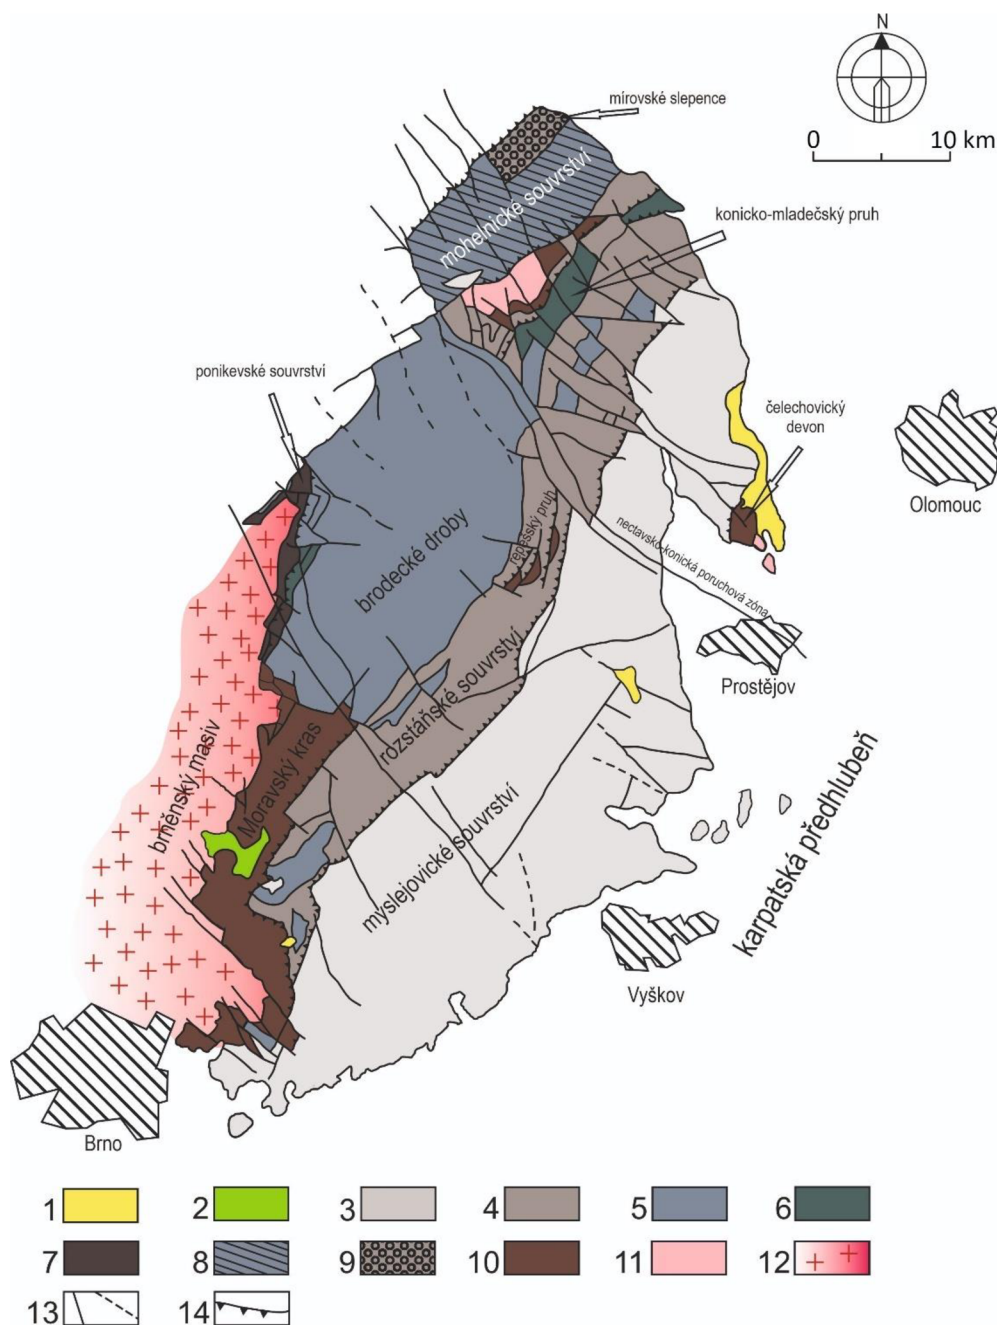 N
0 10 km
mírovské slepence
mohelnické souvrství
konicko-mladečský pruh
ponikevské souvrství
čelechovický
devon
Olomouc
brodecké droby
repešský pruh
nectavsko-konická poruchová zóna
Prostějov
rozstáňské souvrství
brněnský masiv
Moravský kras
myslejovické souvrství
karpatská předhlubeň
Vyškov
Brno
1 2 3 4 5 6
7 8 9 10 11 12
13 14